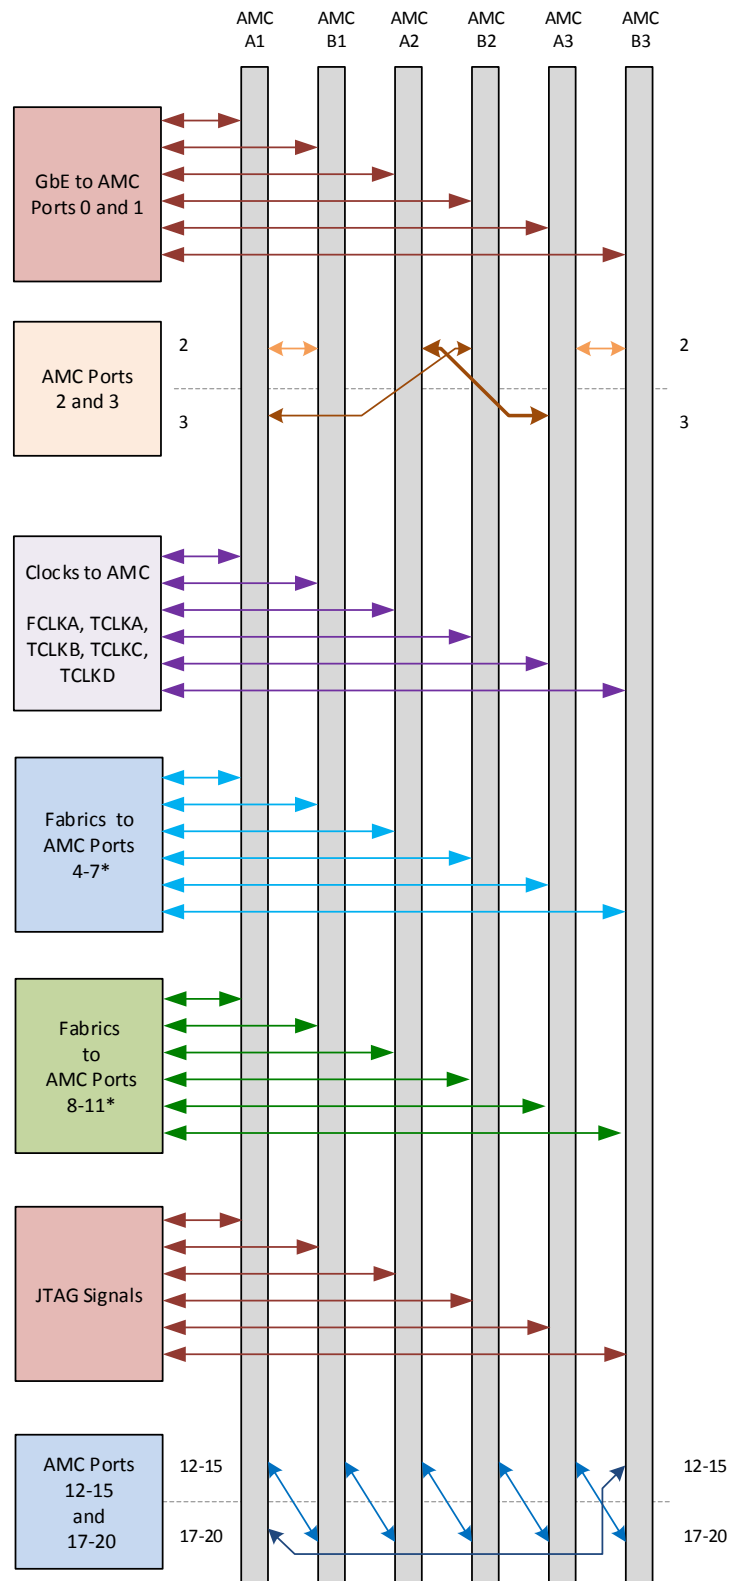 AMC AMC AMC AMC AMC AMC
A1 B1 A2 B2 A3 B3
GbE to AMC
Ports 0 and 1
2 2
AMC Ports
2 and 3
3 3
Clocks to AMC
FCLKA, TCLKA,
TCLKB, TCLKC,
TCLKD
Fabrics to
AMC Ports
4-7*
Fabrics
to
AMC Ports
8-11*
JTAG Signals
AMC Ports
12-15
and
17-20
12-15 12-15
17-20 17-20